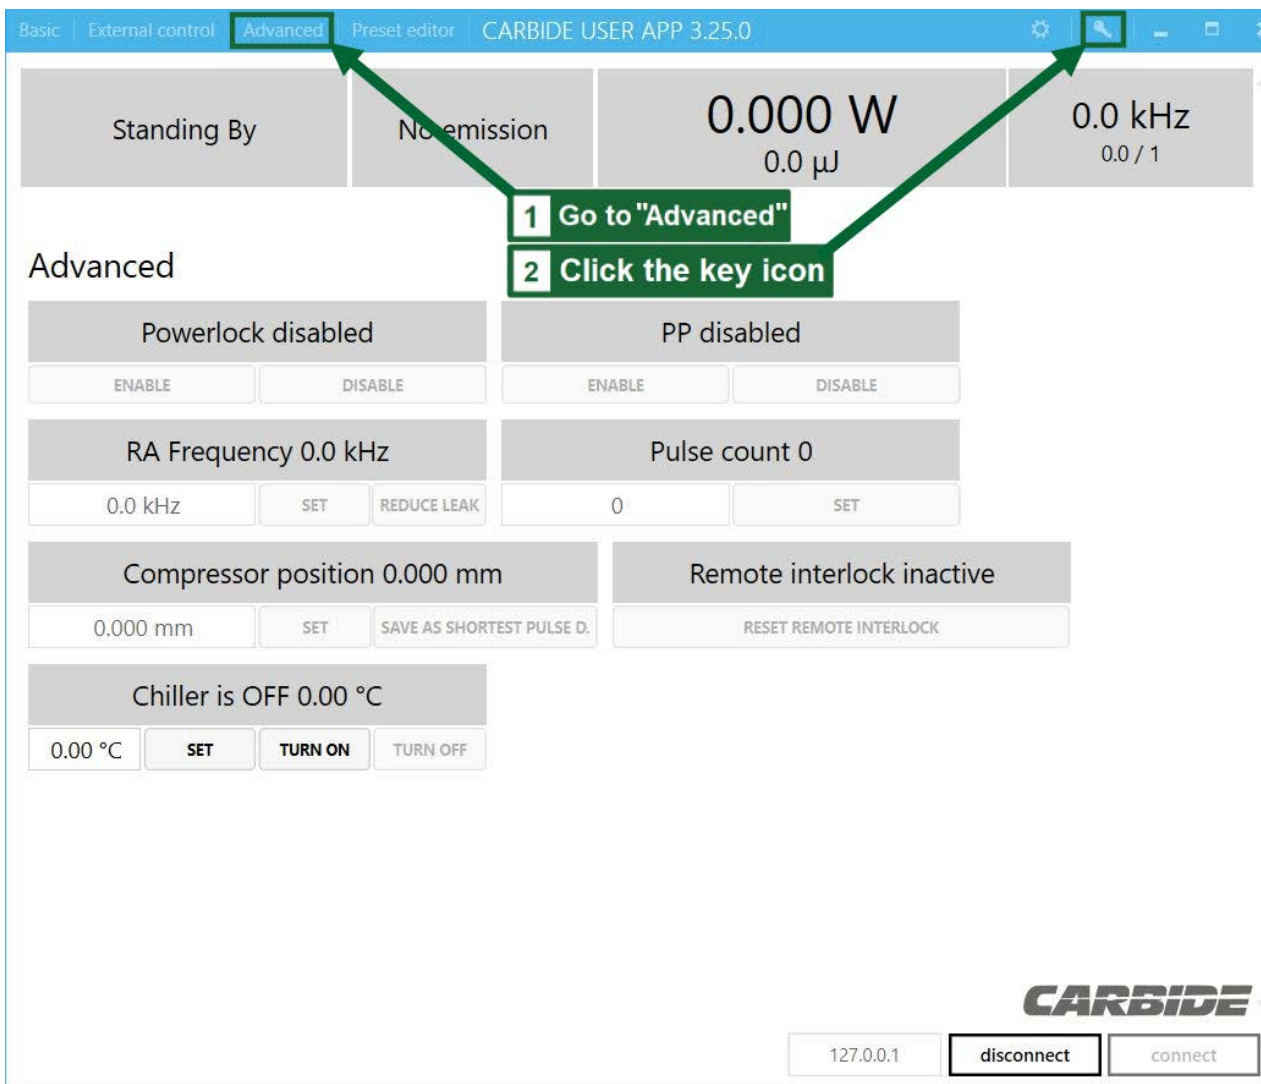 Basic External control Advanced Preset editor CARBIDE USER APP 3.25.0
Standing By No emission 0.000 W 0.0 kHz
0.0 µJ 0.0 / 1
1 Go to "Advanced"
2 Click the key icon
Advanced
Powerlock disabled PP disabled
ENABLE DISABLE ENABLE DISABLE
RA Frequency 0.0 kHz Pulse count 0
0.0 kHz SET REDUCE LEAK 0 SET
Compressor position 0.000 mm Remote interlock inactive
0.000 mm SET SAVE AS SHORTEST PULSE D. RESET REMOTE INTERLOCK
Chiller is OFF 0.00 °C
0.00 °C SET TURN ON TURN OFF
CARBIDE
127.0.0.1 disconnect connect